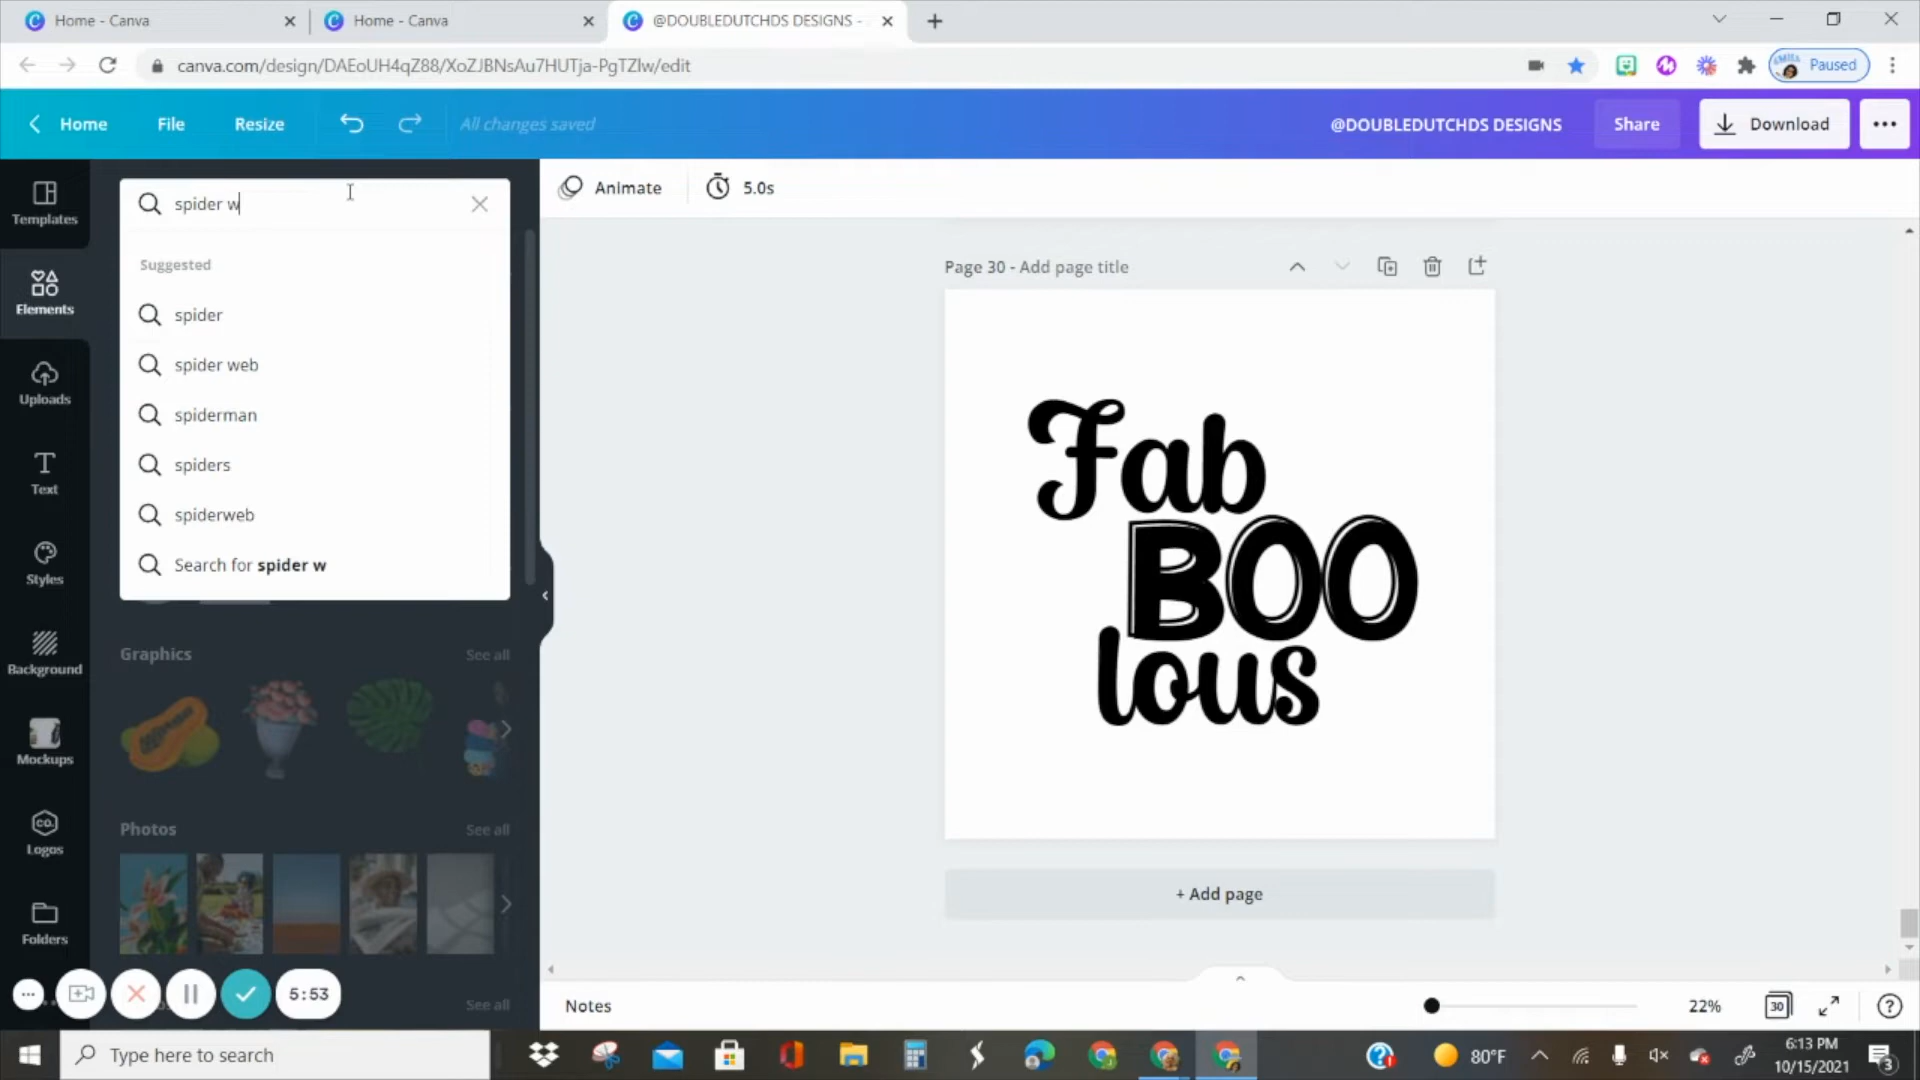 Home - Canva
Home - Canva
@DOUBLEDUTCHDS DESIGNS -
canva.com/design/DAEoUH4qZ88/XoZJBNsAu7HUTja-PgTZlw/edit
Paused
Home
File
Resize
All changes saved
@DOUBLEDUTCHDS DESIGNS
Share
Download
Templates
Elements
Uploads
Text
Styles
Background
Mockups
Logos
Folders
spider w
Suggested
spider
spider web
spiderman
spiders
spiderweb
Search for spider w
Graphics
See all
Photos
See all
See all
5:53
Animate
5.0s
Page 30 - Add page title
Fab
BOO
lous
+ Add page
Notes
22%
30
Type here to search
80°F
6:13 PM
10/15/2021
3